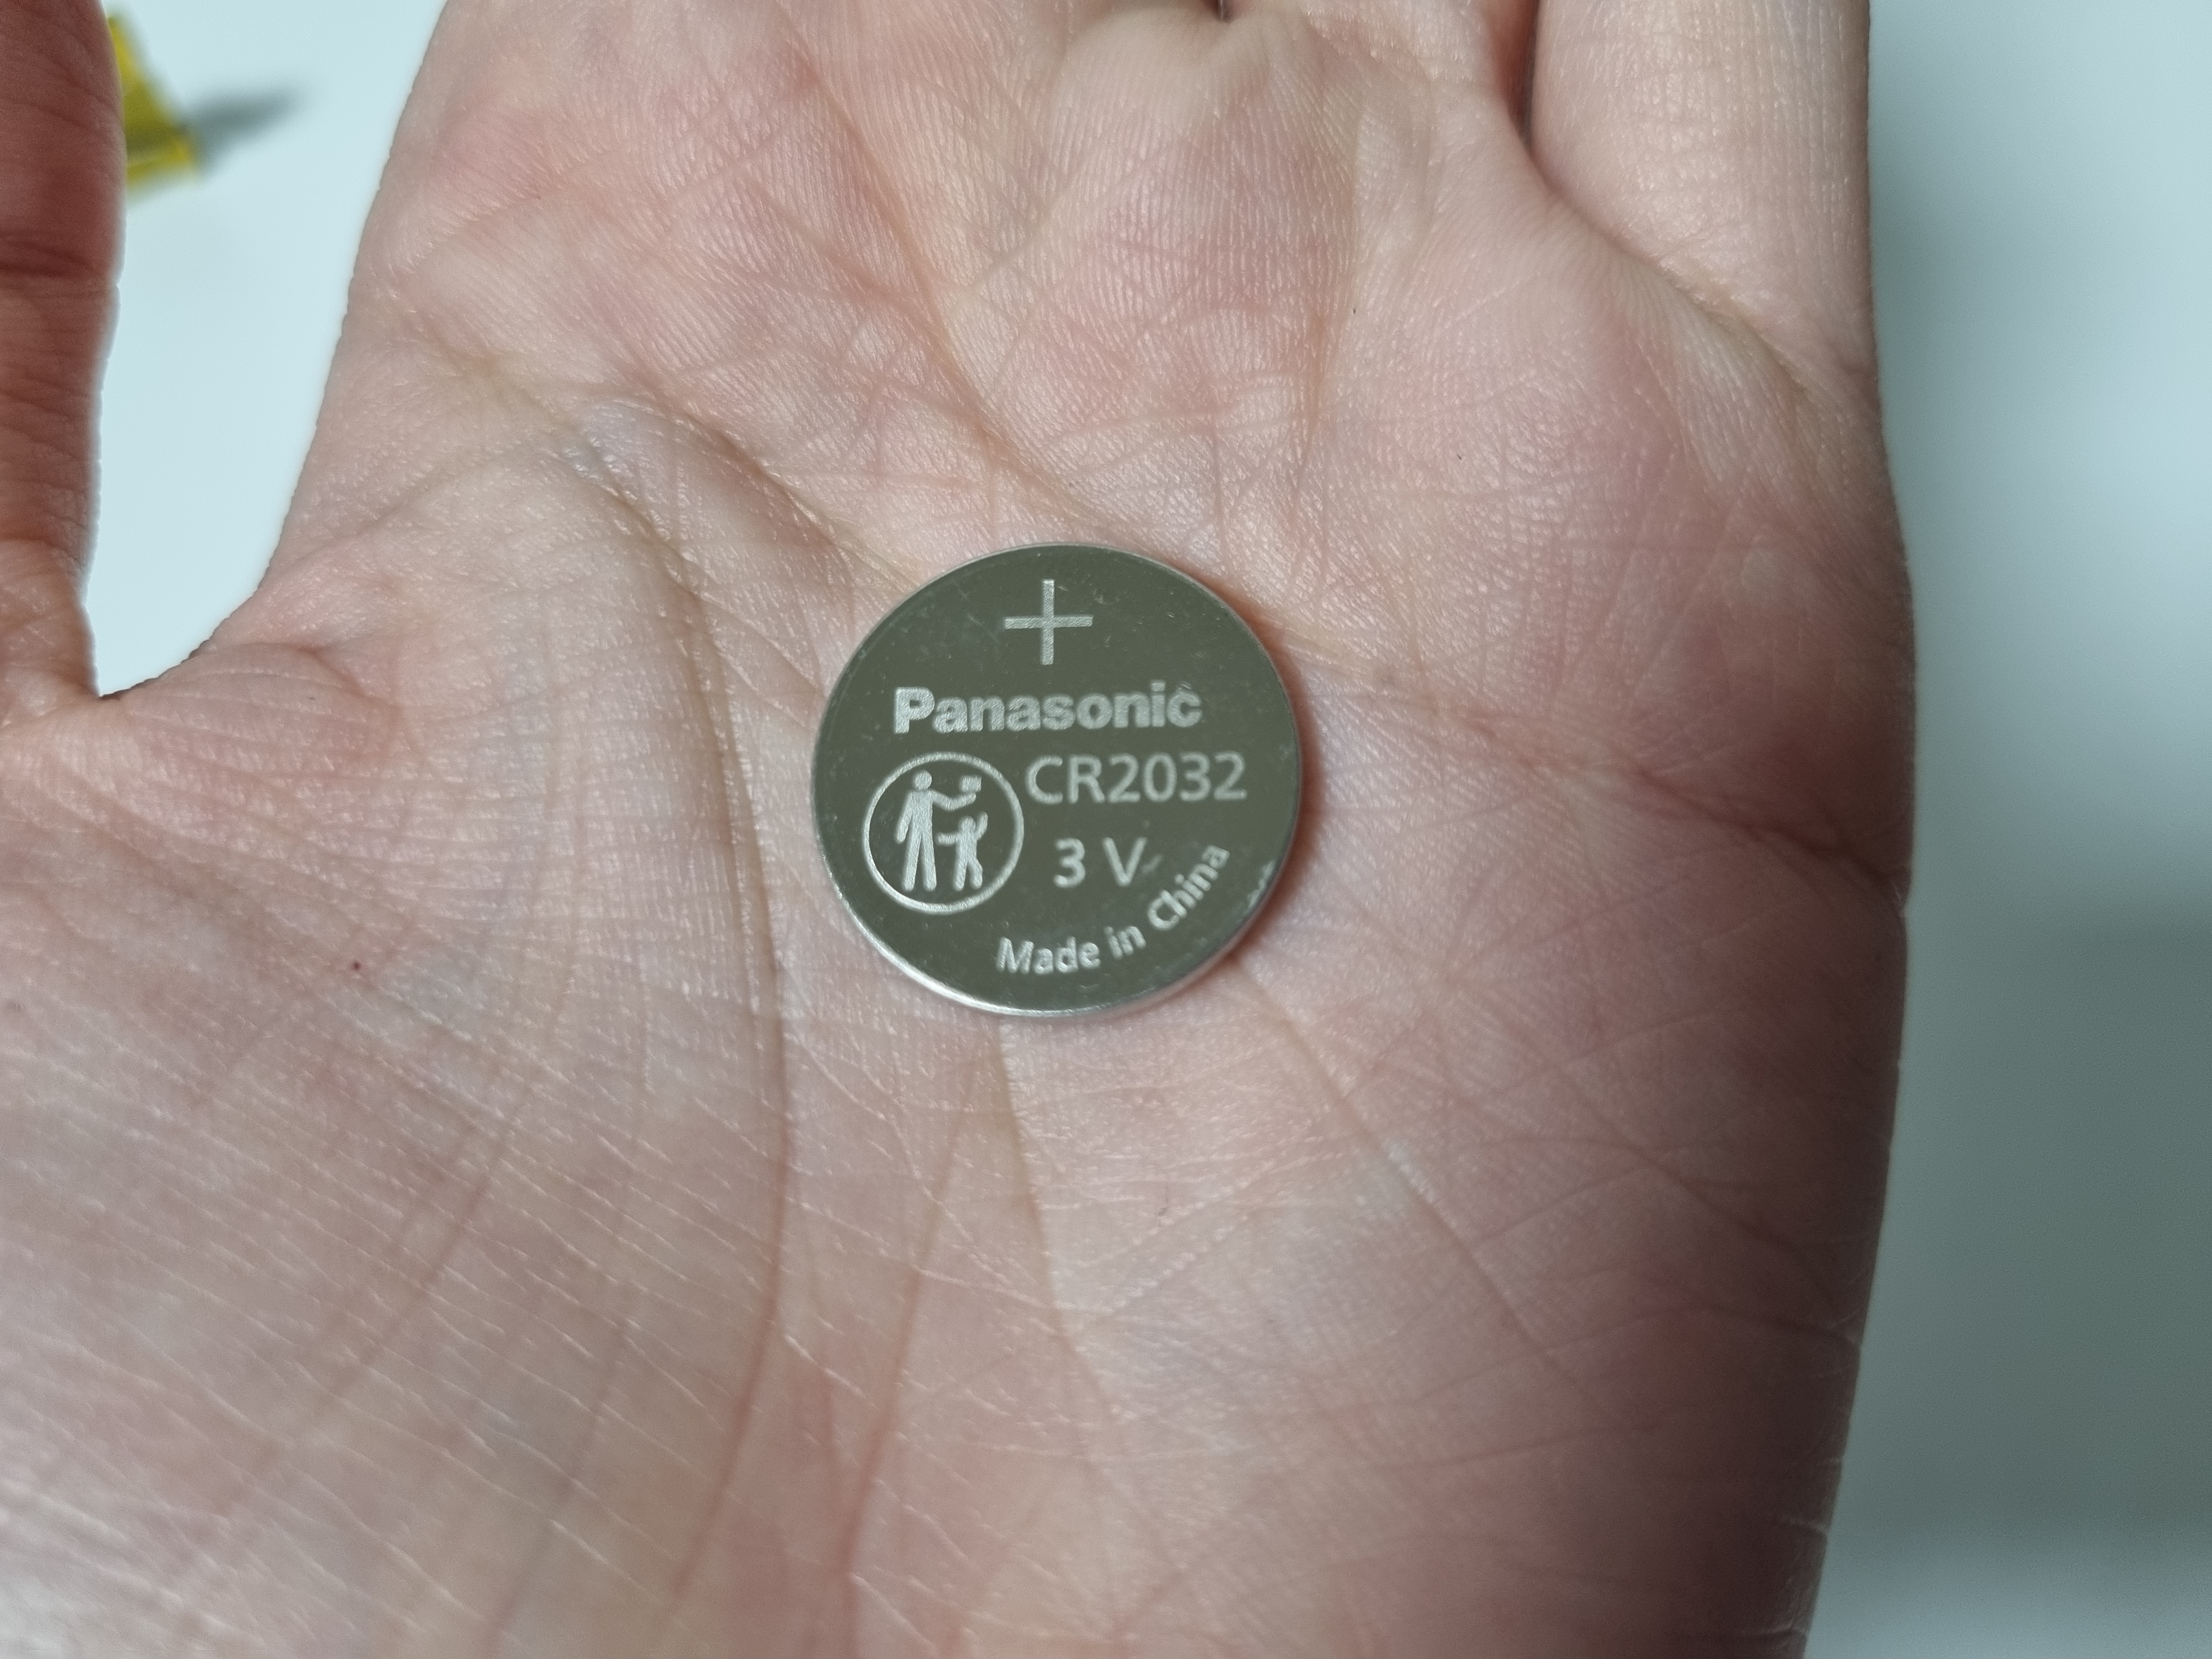 +
Panasonic
CR2032
3 V
Made in China